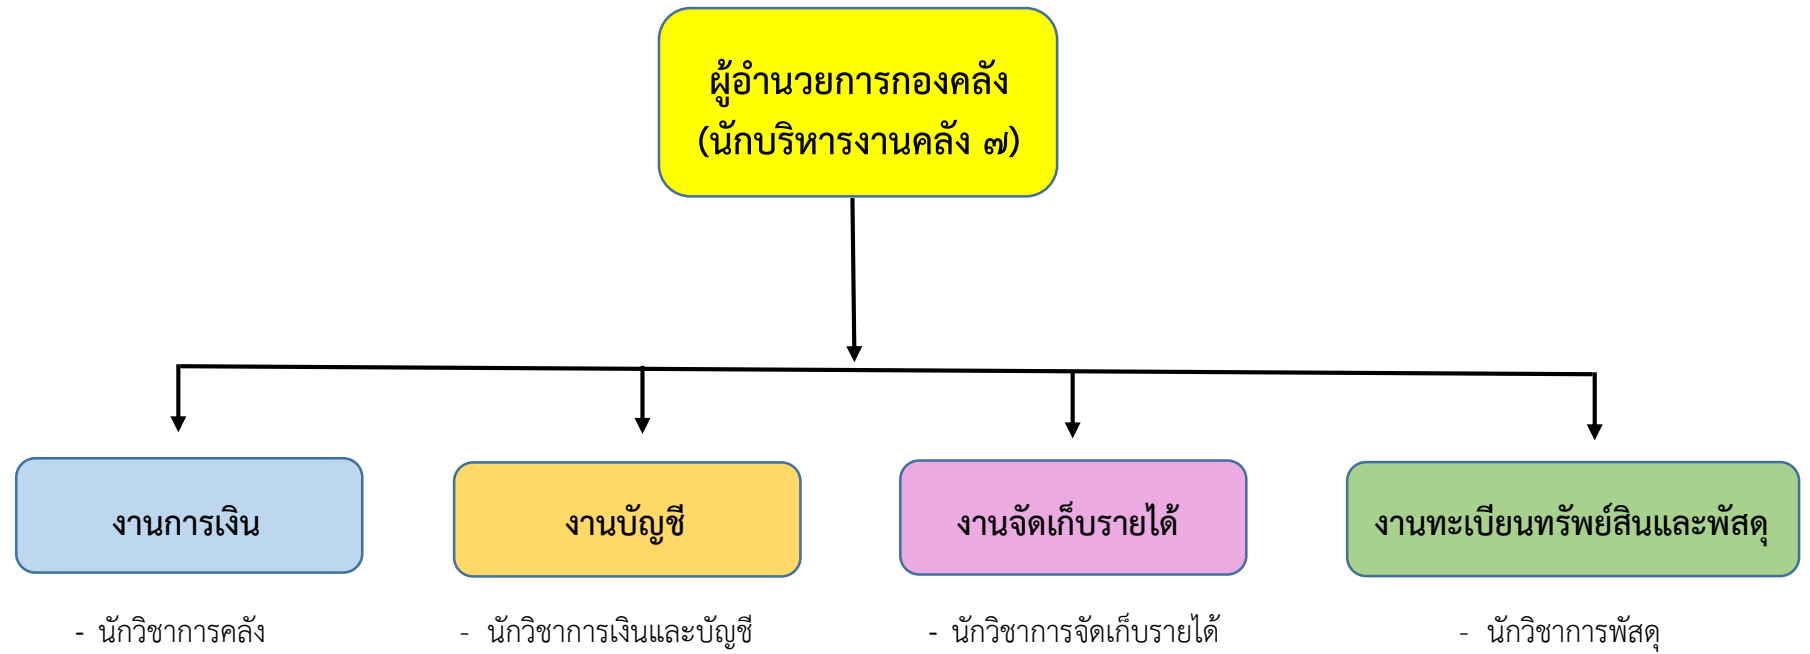 ผู้อำนวยการกองคลัง
(นักบริหารงานคลัง ๗)
งานการเงิน
งานบัญชี
งานจัดเก็บรายได้
งานทะเบียนทรัพย์สินและพัสดุ
- นักวิชาการคลัง
- นักวิชาการเงินและบัญชี
- นักวิชาการจัดเก็บรายได้
- นักวิชาการพัสดุ